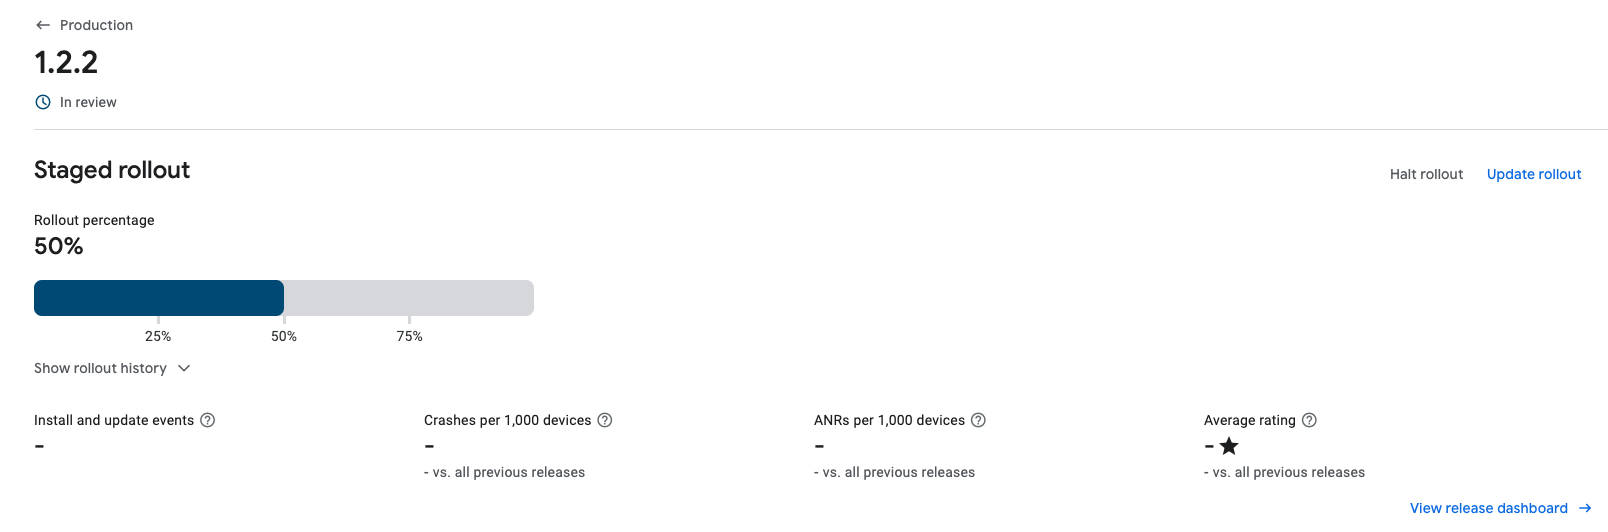 Production
1.2.2
In review
Staged rollout
Halt rollout Update rollout
Rollout percentage
50%
25% 50% 75%
Show rollout history
Install and update events Crashes per 1,000 devices ANRs per 1,000 devices Average rating
- - - -
- vs. all previous releases - vs. all previous releases - vs. all previous releases
View release dashboard